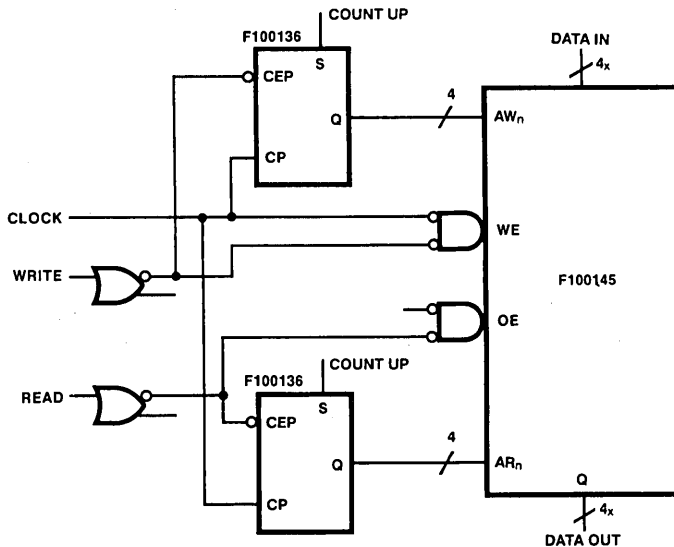 COUNT UP
F100136
S
CEP
Q
CP
4
DATA IN
4x
AWn
CLOCK
WRITE
WE
F100145
OE
READ
COUNT UP
F100136
S
CEP
Q
CP
4
ARn
Q
4x
DATA OUT